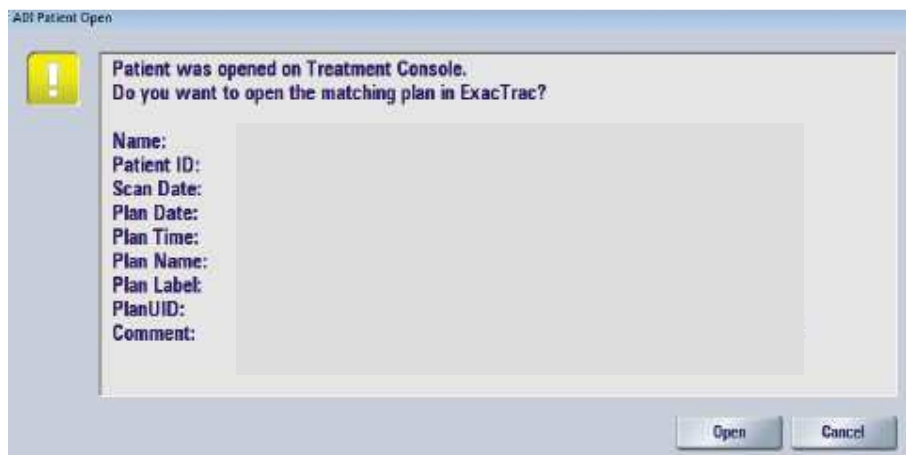 ADI Patient Open
Patient was opened on Treatment Console.
Do you want to open the matching plan in ExacTrac?
Name:
Patient ID:
Scan Date:
Plan Date:
Plan Time:
Plan Name:
Plan Label:
PlanUID:
Comment:
Open Cancel